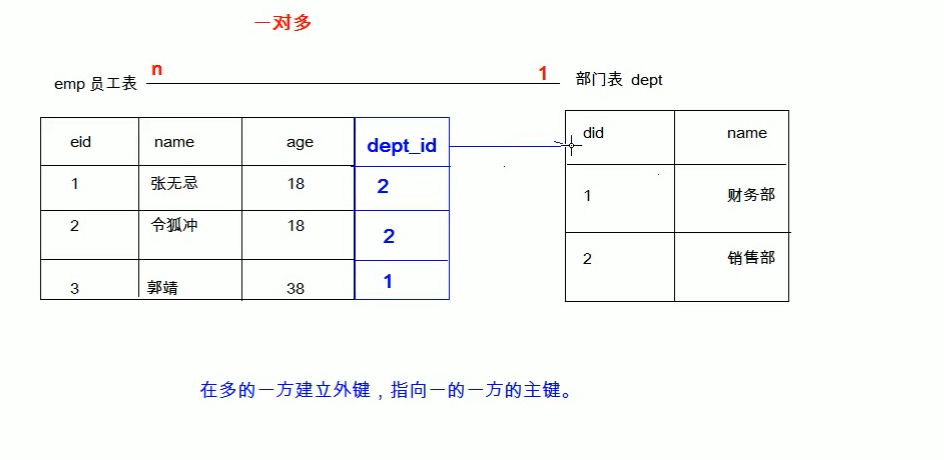 一对多
emp 员工表 n 1 部门表 dept
eid name age dept_id
1 张无忌 18 2
2 令狐冲 18 2
3 郭靖 38 1
did name
1 财务部
2 销售部
在多的一方建立外键，指向一的一方的主键。